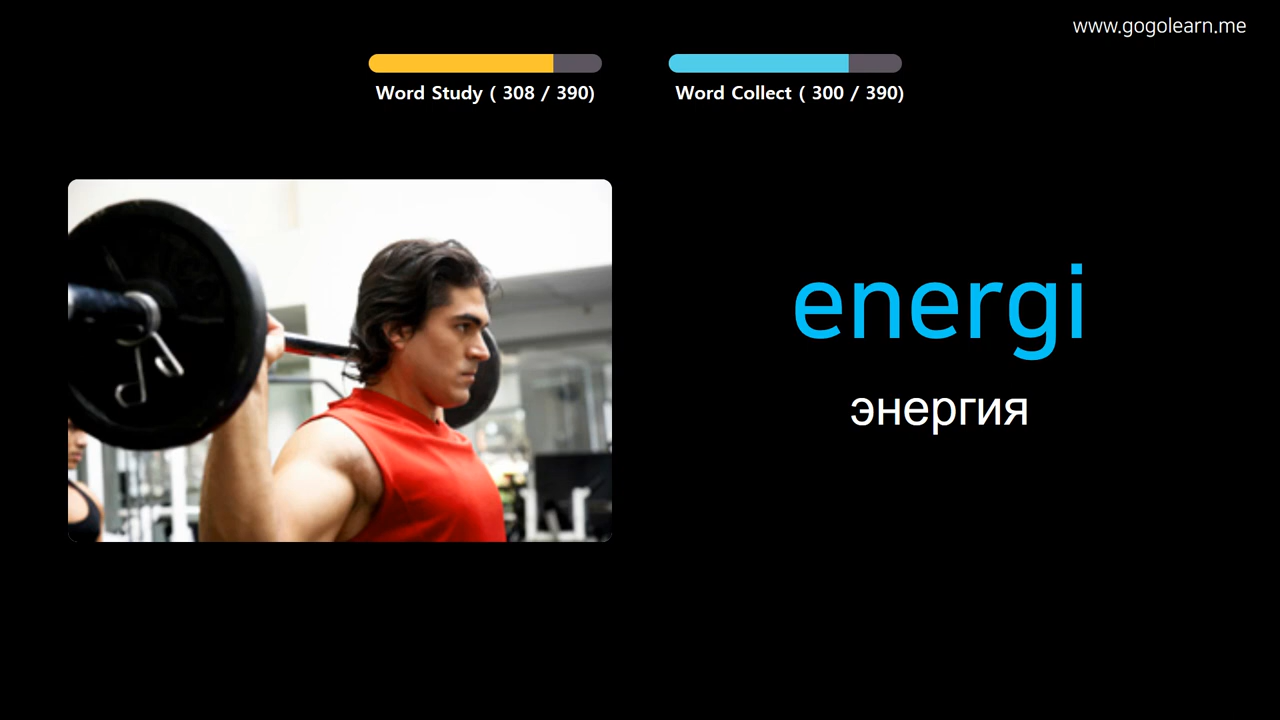 www.gogolearn.me
Word Study ( 308 / 390)
Word Collect ( 300 / 390)
energi
энергия